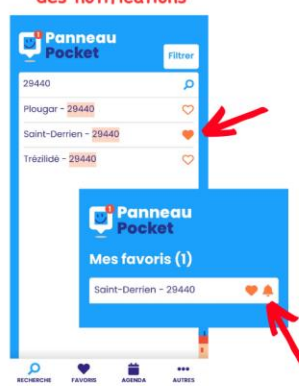 des notifications
Panneau
Pocket
Filtrer
29440
Plougar - 29440
Saint-Derrien - 29440
Trézilidé - 29440
1
Panneau
Pocket
Mes favoris (1)
Saint-Derrien - 29440
RECHERCHE FAVORIS AGENDA AUTRES